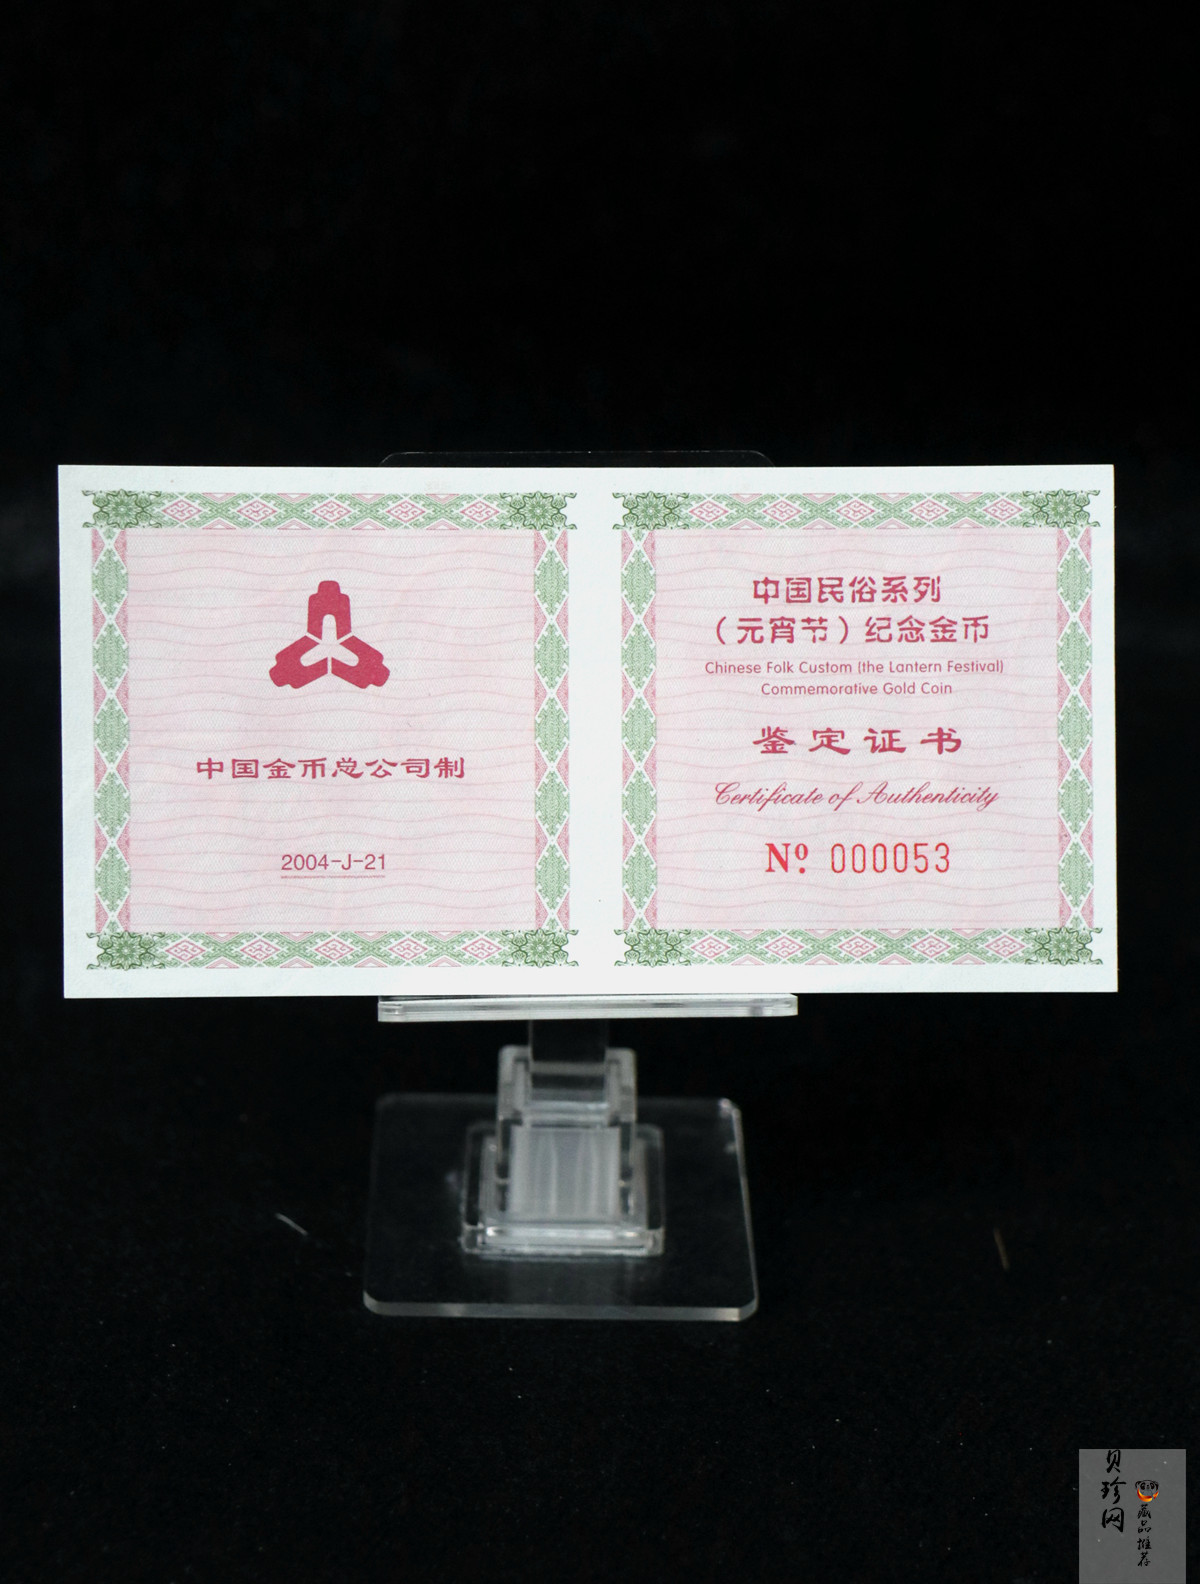 中国金币总公司制
2004-J-21
中国民俗系列
（元宵节）纪念金币
Chinese Folk Custom (the Lantern Festival)
Commemorative Gold Coin
鉴定证书
Certificate of Authenticity
Nº 000053
贝珍网
藏品推荐